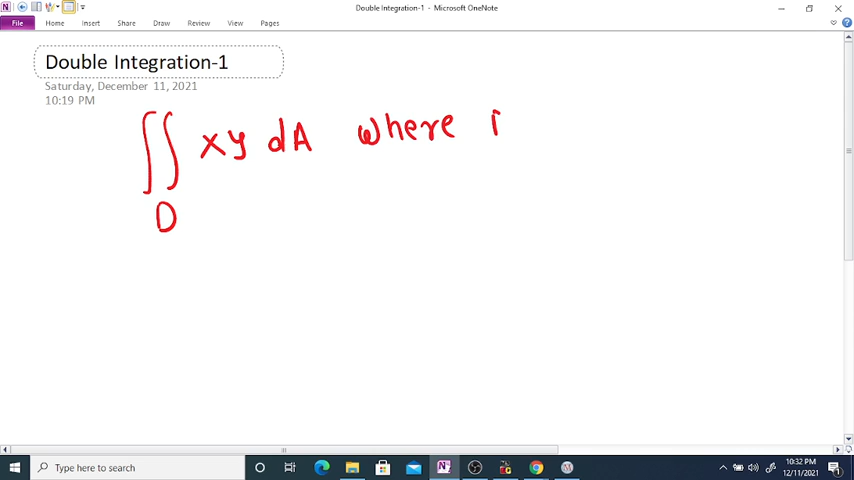 Double Integration-1 - Microsoft OneNote
File Home Insert Share Draw Review View Pages
Double Integration-1
Saturday, December 11, 2021
10:19 PM
∬ xy dA where
D
Type here to search
10:32 PM
12/11/2021